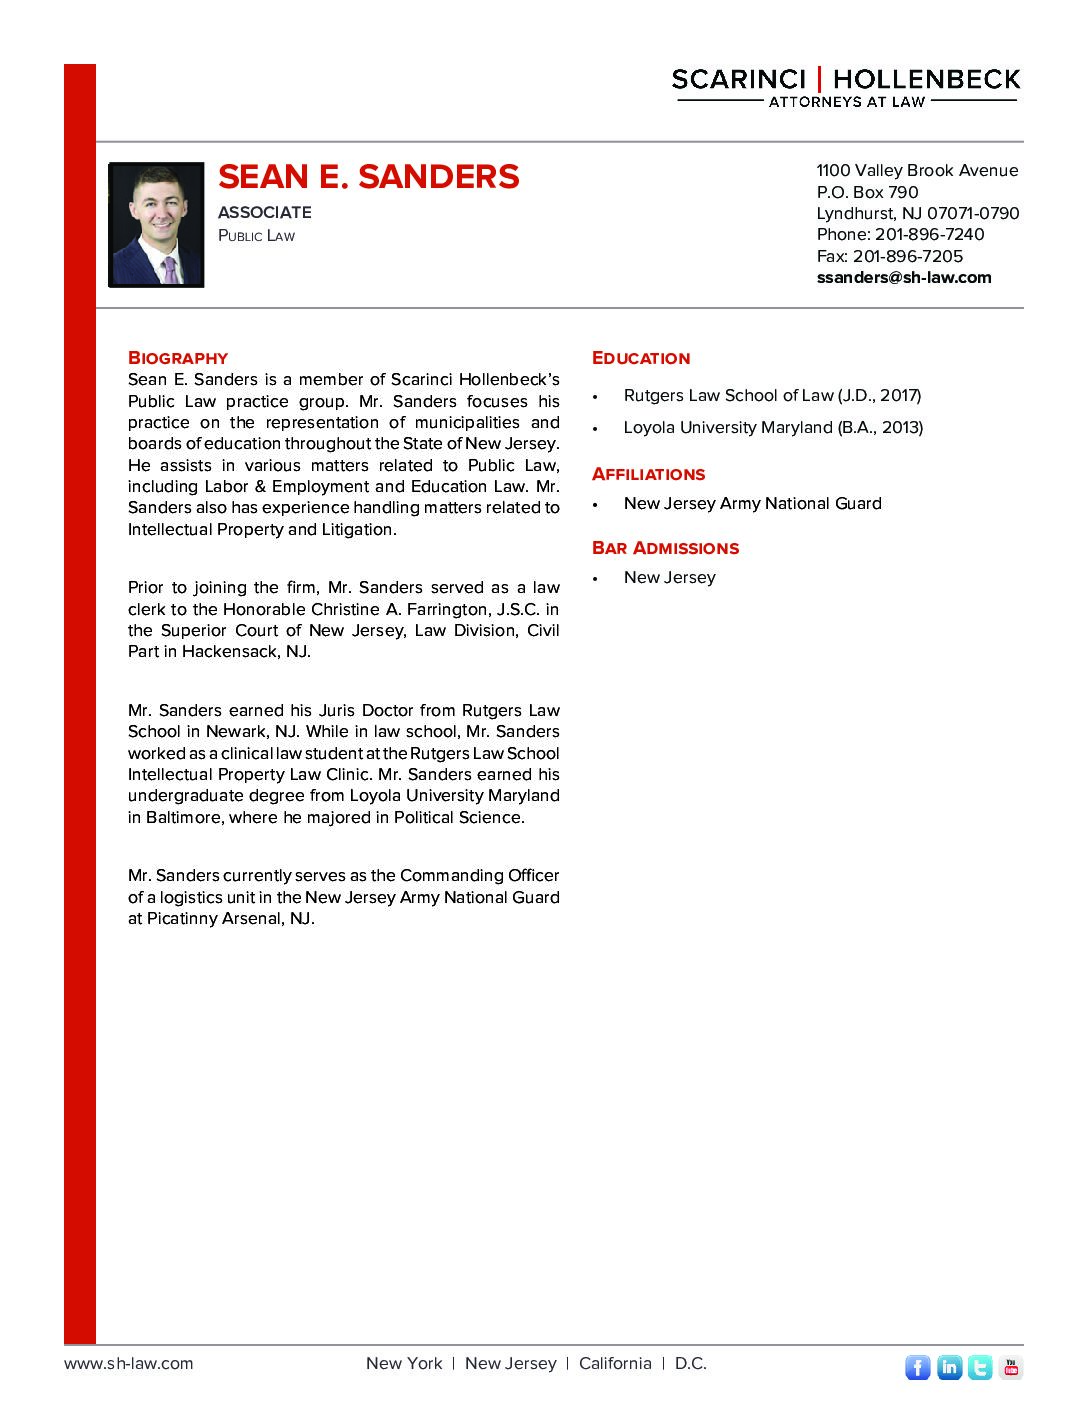 SCARINCI | HOLLENBECK
ATTORNEYS AT LAW
SEAN E. SANDERS
ASSOCIATE
PUBLIC LAW
1100 Valley Brook Avenue
P.O. Box 790
Lyndhurst, NJ 07071-0790
Phone: 201-896-7240
Fax: 201-896-7205
ssanders@sh-law.com
BIOGRAPHY
Sean E. Sanders is a member of Scarinci Hollenbeck’s
Public Law practice group. Mr. Sanders focuses his
practice on the representation of municipalities and
boards of education throughout the State of New Jersey.
He assists in various matters related to Public Law,
including Labor & Employment and Education Law. Mr.
Sanders also has experience handling matters related to
Intellectual Property and Litigation.
Prior to joining the firm, Mr. Sanders served as a law
clerk to the Honorable Christine A. Farrington, J.S.C. in
the Superior Court of New Jersey, Law Division, Civil
Part in Hackensack, NJ.
Mr. Sanders earned his Juris Doctor from Rutgers Law
School in Newark, NJ. While in law school, Mr. Sanders
worked as a clinical law student at the Rutgers Law School
Intellectual Property Law Clinic. Mr. Sanders earned his
undergraduate degree from Loyola University Maryland
in Baltimore, where he majored in Political Science.
Mr. Sanders currently serves as the Commanding Officer
of a logistics unit in the New Jersey Army National Guard
at Picatinny Arsenal, NJ.
EDUCATION
• Rutgers Law School of Law (J.D., 2017)
• Loyola University Maryland (B.A., 2013)
AFFILIATIONS
• New Jersey Army National Guard
BAR ADMISSIONS
• New Jersey
www.sh-law.com
New York | New Jersey | California | D.C.
f in t You Tube